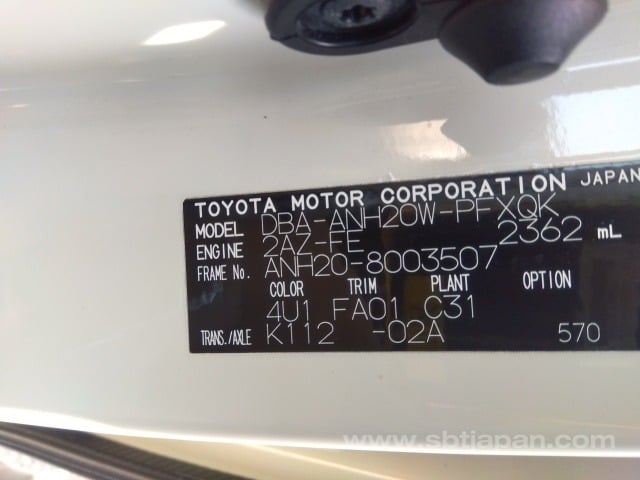 TOYOTA MOTOR CORPORATION JAPAN
MODEL DBA-ANH20W-PFXQK
ENGINE 2AZ-FE 2362 mL
FRAME No. ANH20-8003507
COLOR TRIM PLANT OPTION
4U1 FA01 C31
TRANS./AXLE K112 -02A 570
www.sbtjapan.com